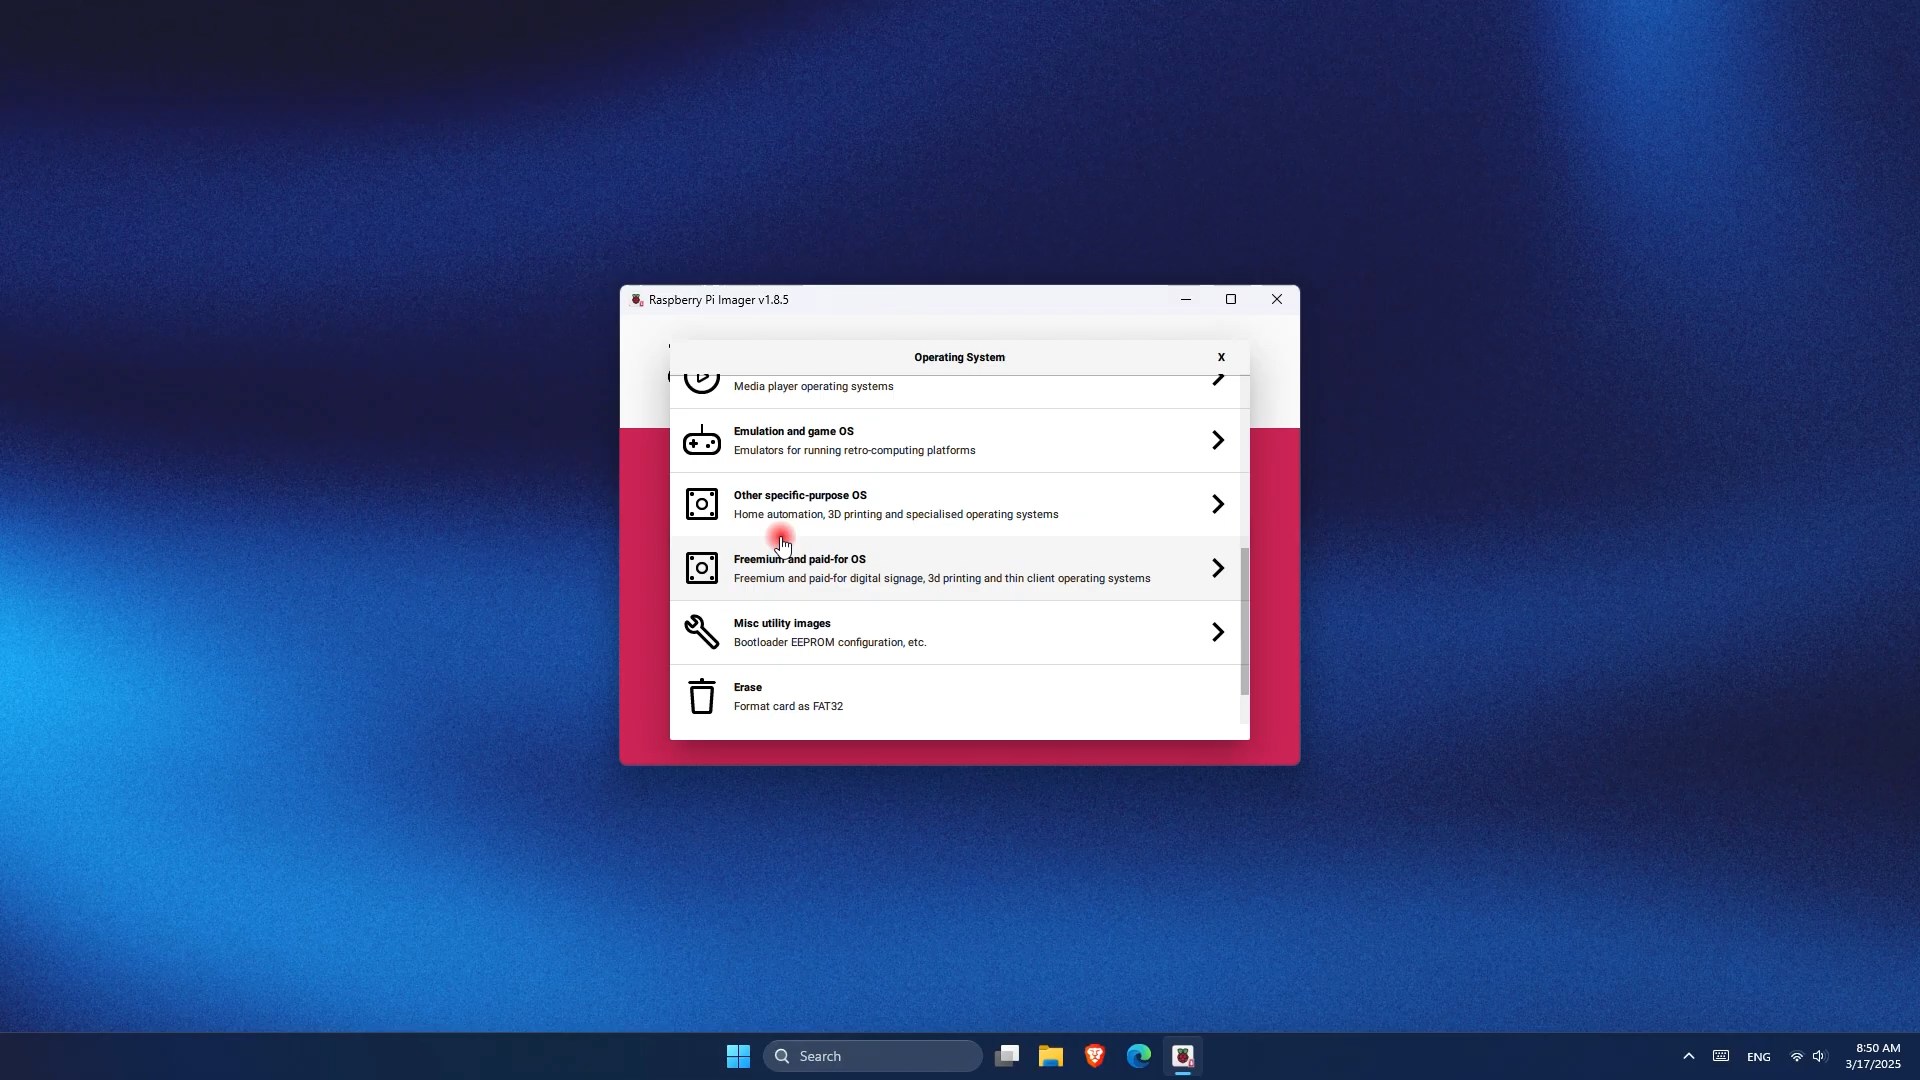 Raspberry Pi Imager v1.8.5
Operating System
X
Media player operating systems
Emulation and game OS
Emulators for running retro-computing platforms
Other specific-purpose OS
Home automation, 3D printing and specialised operating systems
Freemium and paid-for OS
Freemium and paid-for digital signage, 3d printing and thin client operating systems
Misc utility images
Bootloader EEPROM configuration, etc.
Erase
Format card as FAT32
Search
ENG
8:50 AM
3/17/2025